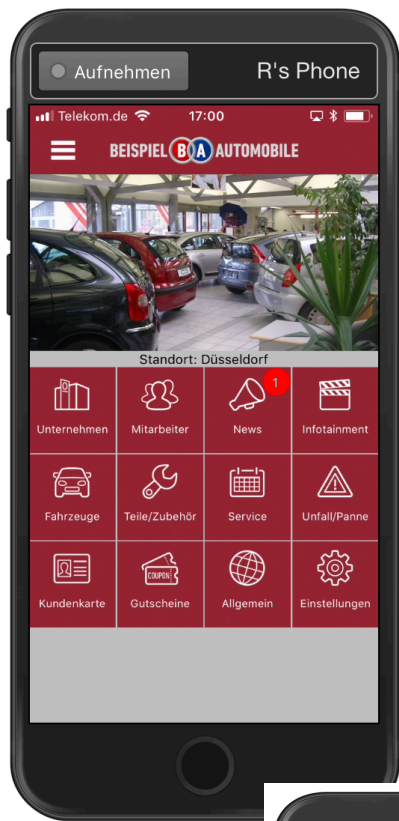 Aufnehmen R's Phone
Telekom.de 17:00
BEISPIEL BA AUTOMOBILE
Standort: Düsseldorf
1
Unternehmen Mitarbeiter News Infotainment
Fahrzeuge Teile/Zubehör Service Unfall/Panne
COUPON
Kundenkarte Gutscheine Allgemein Einstellungen